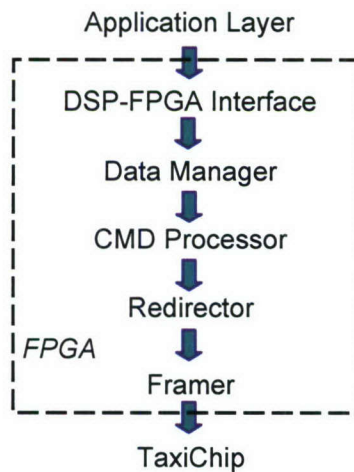 Application Layer
DSP-FPGA Interface
Data Manager
CMD Processor
Redirector
FPGA
Framer
TaxiChip